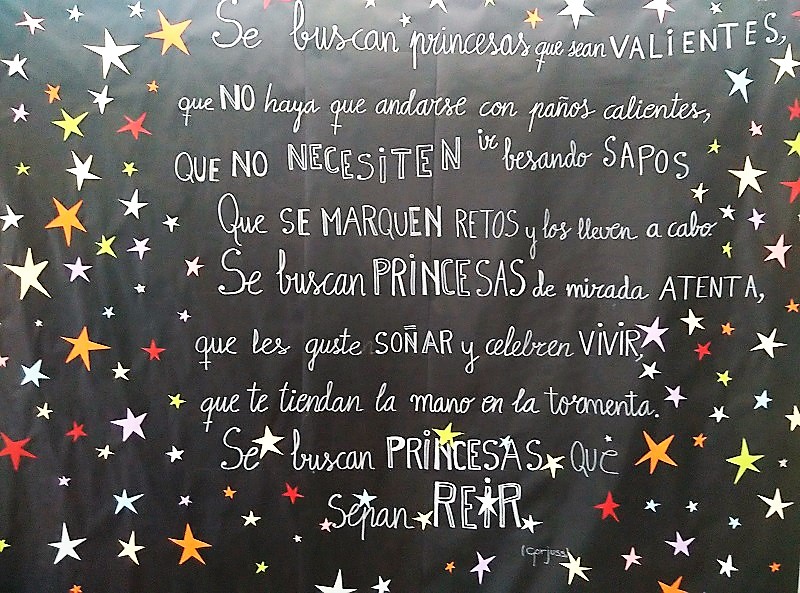 Se buscan princesas que sean VALIENTES,
que NO haya que andarse con paños calientes,
QUE NO NECESiTEN ir besando SAPOS
Que SE MARQUEN RETOS y los lleven a cabo.
Se buscan PRINCESAS de mirada ATENTA,
que les guste SOÑAR y celebren VIVIR,
que te tiendan la mano en la tormenta.
Se buscan PRiNCESAS QUE
Sepan REiR.
(Gorjuss)